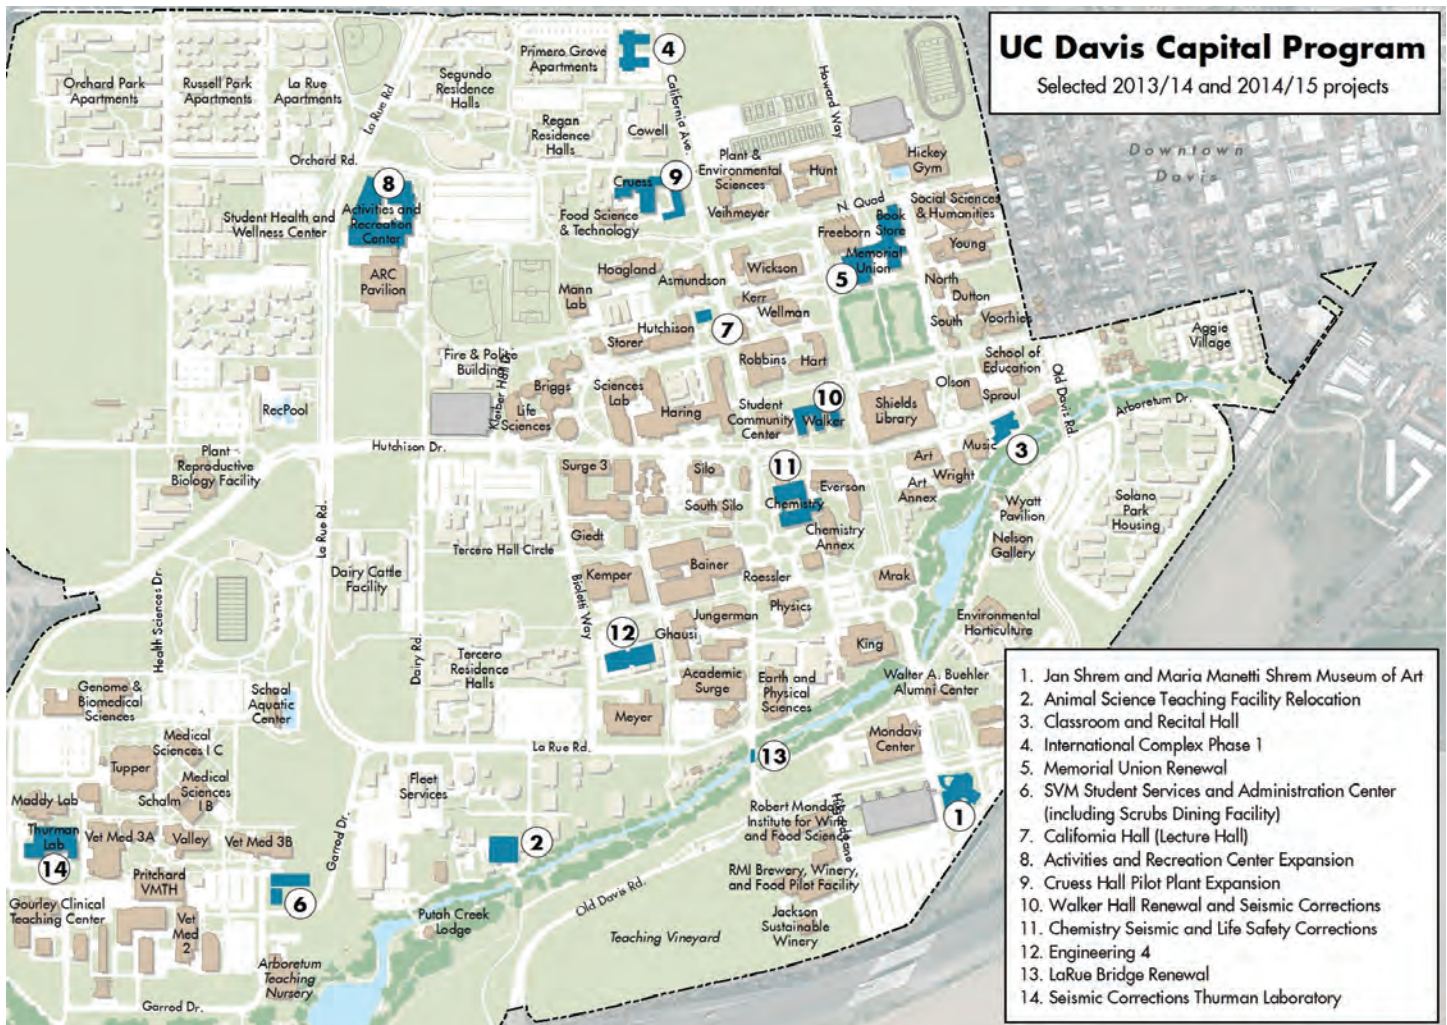 UC Davis Capital Program
Selected 2013/14 and 2014/15 projects
4
Orchard Park
Apartments
Russell Park
Apartments
La Rue
Apartments
La Rue Rd
Segundo
Residence
Halls
Primero Grove
Apartments
California Ave.
Howard Way
Regan
Residence
Halls
Cowell
Orchard Rd.
Plant &
Environmental
Sciences
Hunt
Hickey
Gym
Downtown
Davis
8
Cruess
9
Student Health and
Wellness Center
Activities and
Recreation
Center
Food Science
& Technology
Veihmeyer
N. Quad
Book
Store
Social Sciences
& Humanities
Freeborn
Memorial
Union
Young
5
ARC
Pavilion
Hoagland
Asmundson
Wickson
Mann
Lab
Kerr
Wellman
North
Dutton
South
Voorhies
7
Hutchison
Storer
Aggie
Village
Fire & Police
Building
Kleiber Hall Dr.
Robbins
Hart
School of
Education
Old Davis Rd.
Briggs
Sciences
Lab
Olson
Sproul
Arboretum Dr.
RecPool
Life
Sciences
Haring
Student
Community
Center
10
Walker
Shields
Library
Hutchison Dr.
Music
3
Plant
Reproductive
Biology Facility
Surge 3
Silo
11
Art
Wright
South Silo
Chemistry
Everson
Art
Annex
Wyatt
Pavilion
Solano
Park
Housing
La Rue Rd.
Giedt
Chemistry
Annex
Nelson
Gallery
Tercero Hall Circle
Dairy Cattle
Facility
Kemper
Bainer
Roessler
Mrak
Health Sciences Dr.
Bioletti Way
Jungerman
Physics
Environmental
Horticulture
12
Ghausi
King
Dairy Rd.
Tercero
Residence
Halls
Academic
Surge
Earth and
Physical
Sciences
Walter A. Buehler
Alumni Center
Genome &
Biomedical
Sciences
Schaal
Aquatic
Center
Meyer
Mondavi
Center
Medical
Sciences I C
La Rue Rd.
13
Tupper
Medical
Sciences
I B
Schalm
Maddy Lab
Fleet
Services
Robert Mondavi
Institute for Wine
and Food Science
1
Thurman
Lab
Vet Med 3A
Valley
Vet Med 3B
Garrod Dr.
2
14
Pritchard
VMTH
RMI Brewery, Winery,
and Food Pilot Facility
6
Gourley Clinical
Teaching Center
Vet
Med
2
Putah Creek
Lodge
Old Davis Rd.
Jackson
Sustainable
Winery
Teaching Vineyard
Arboretum
Teaching
Nursery
Garrod Dr.
1. Jan Shrem and Maria Manetti Shrem Museum of Art
2. Animal Science Teaching Facility Relocation
3. Classroom and Recital Hall
4. International Complex Phase 1
5. Memorial Union Renewal
6. SVM Student Services and Administration Center
(including Scrubs Dining Facility)
7. California Hall (Lecture Hall)
8. Activities and Recreation Center Expansion
9. Cruess Hall Pilot Plant Expansion
10. Walker Hall Renewal and Seismic Corrections
11. Chemistry Seismic and Life Safety Corrections
12. Engineering 4
13. LaRue Bridge Renewal
14. Seismic Corrections Thurman Laboratory